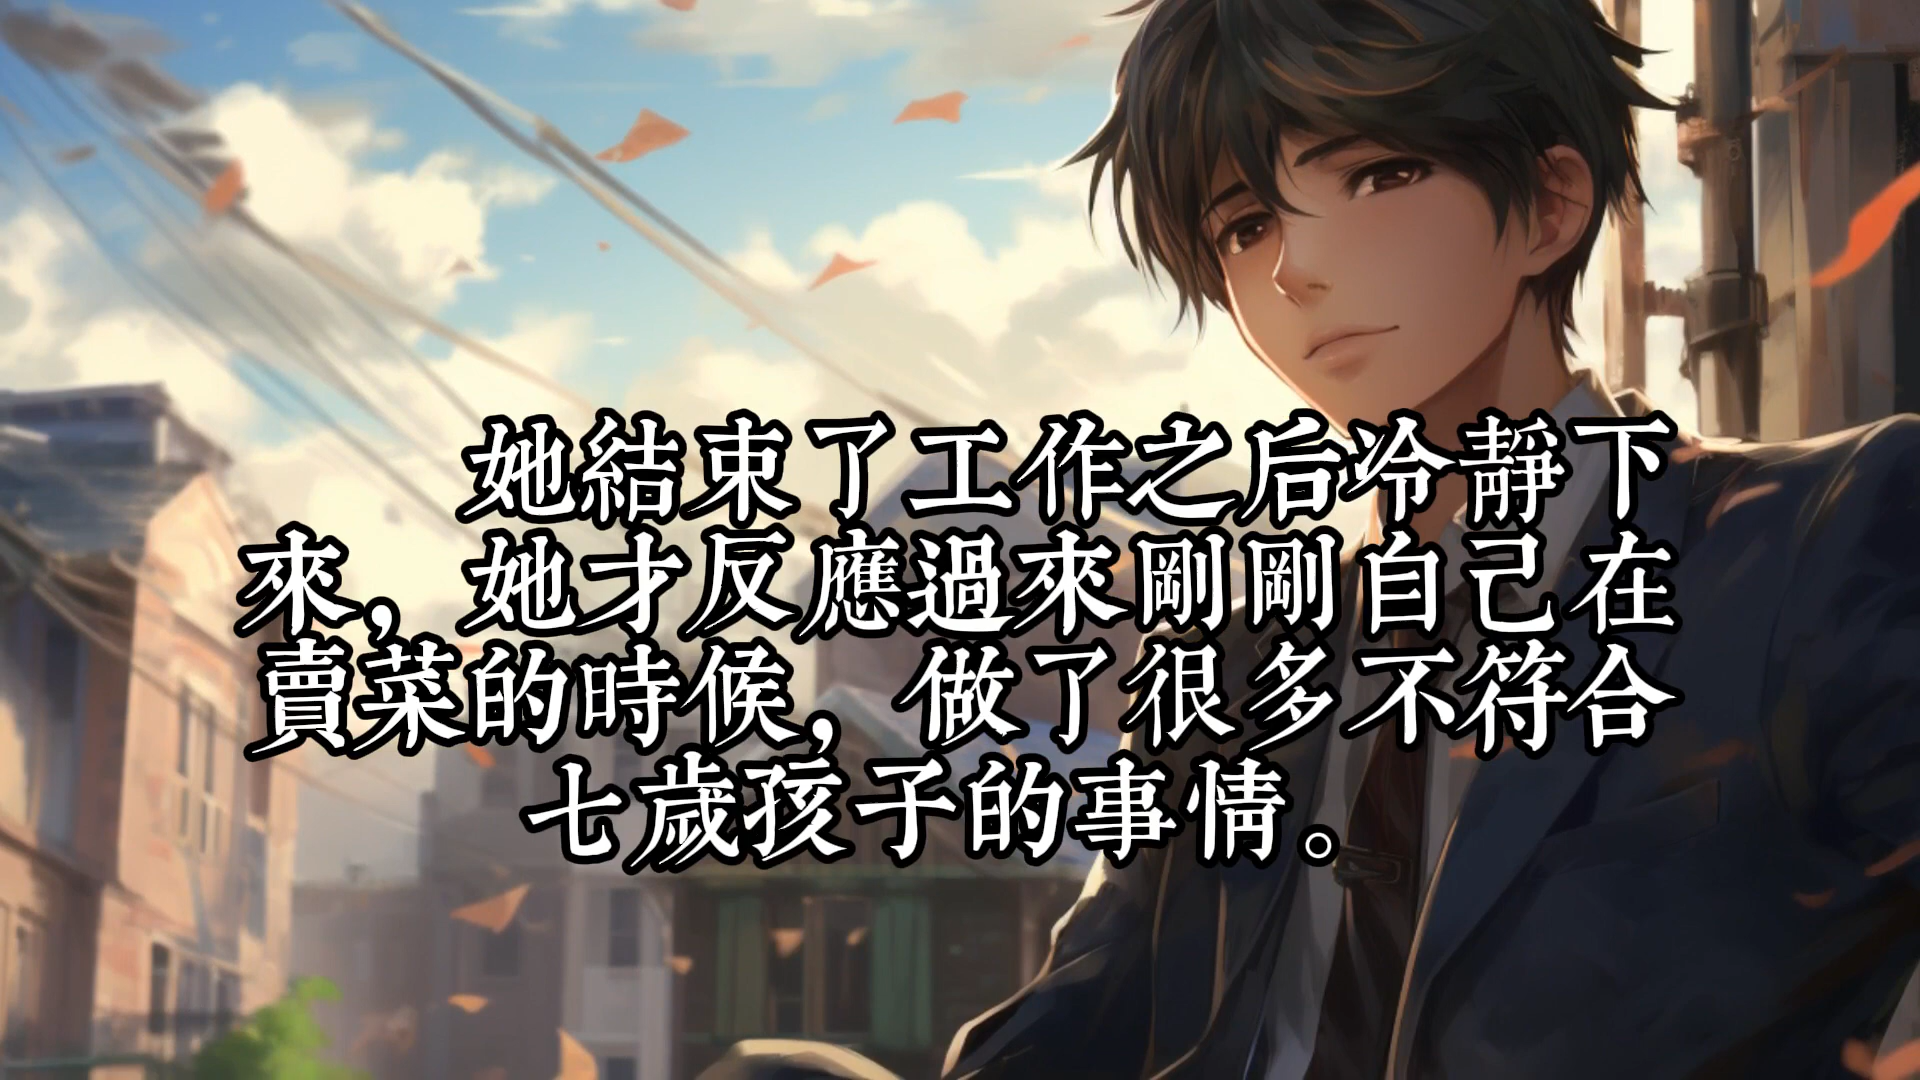 她結束了工作之后冷靜下
來，她才反應過來剛剛自己在
賣菜的時候，做了很多不符合
七歲孩子的事情。